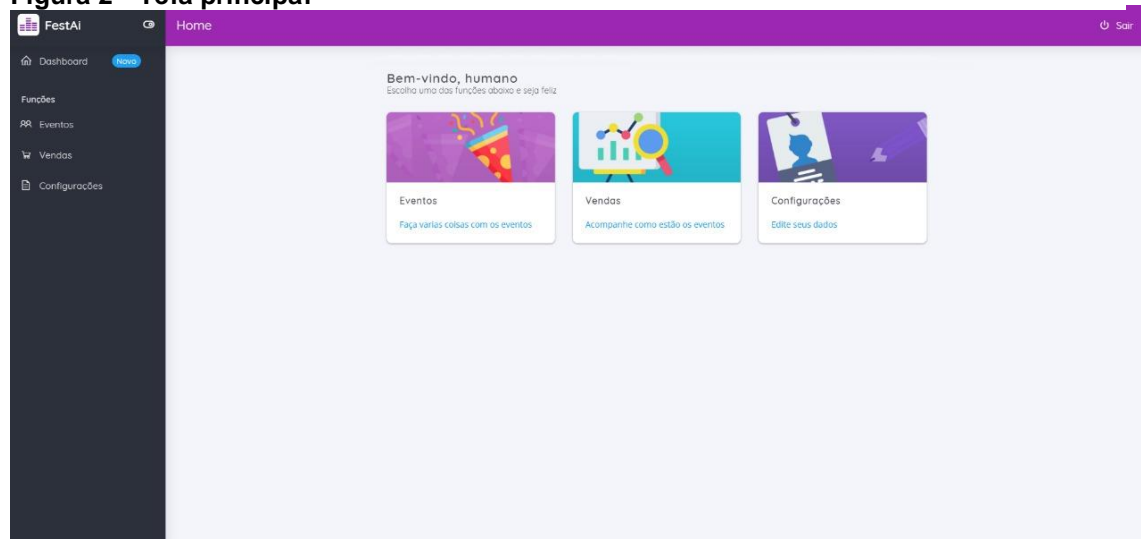 Figura 2 - Tela principal
FestAi
Home
Sair
Dashboard
Novo
Funções
Eventos
Vendas
Configurações
Bem-vindo, humano
Escolha uma das funções abaixo e seja feliz
Eventos
Faça varias coisas com os eventos
Vendas
Acompanhe como estão os eventos
Configurações
Edite seus dados